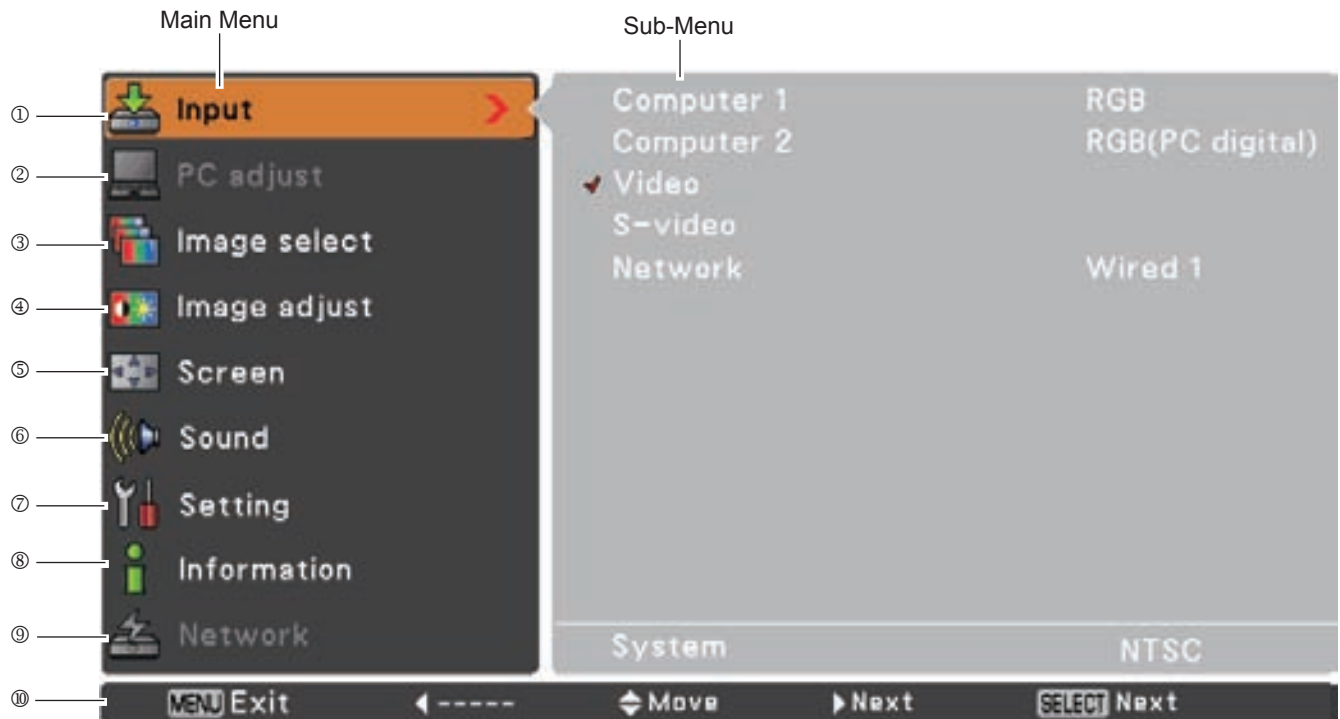 Main Menu
Sub-Menu
① Input
② PC adjust
③ Image select
④ Image adjust
⑤ Screen
⑥ Sound
⑦ Setting
⑧ Information
⑨ Network
Computer 1 RGB
Computer 2 RGB(PC digital)
✔ Video
S-video
Network Wired 1
System NTSC
⑩ MENU Exit ◀ ----- Move ▶ Next SELECT Next